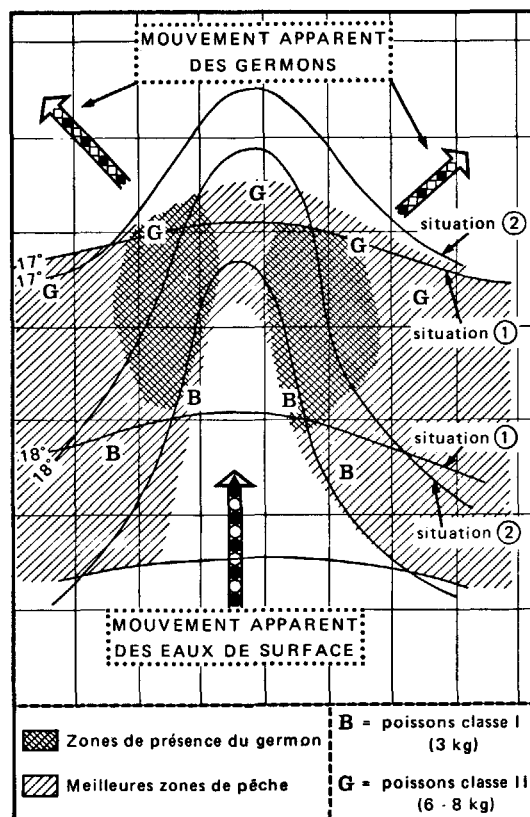 MOUVEMENT APPARENT
DES GERMONS
G
situation ②
G
G
17°
17°
G
G
situation ①
B
B
situation ①
B
18°
18°
B
situation ②
MOUVEMENT APPARENT
DES EAUX DE SURFACE
Zones de présence du germon
Meilleures zones de pêche
B = poissons classe I
(3 kg)
G = poissons classe II
(6 - 8 kg)